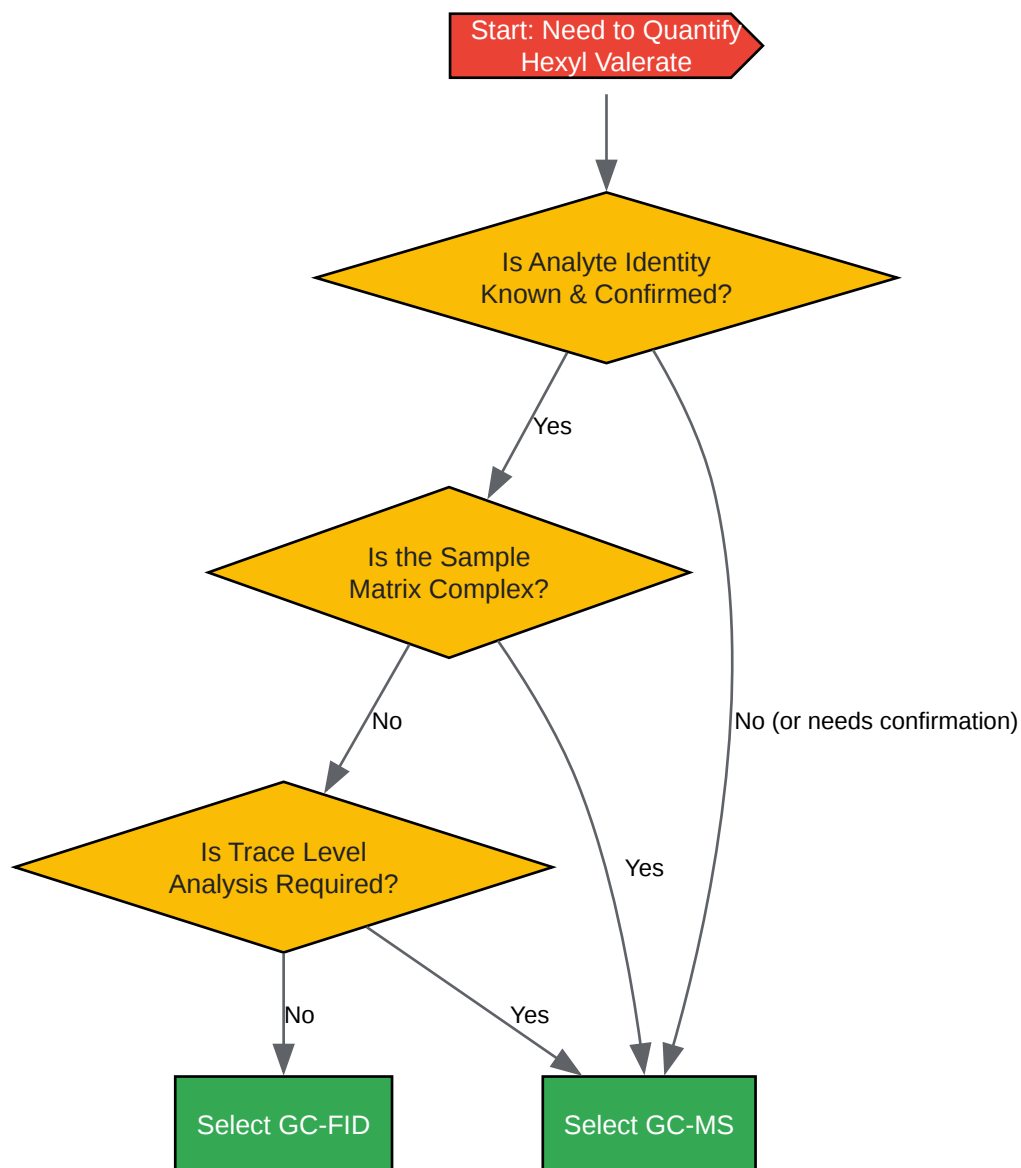 Start: Need to Quantify
Hexyl Valerate
Is Analyte Identity
Known & Confirmed?
Yes
Is the Sample
Matrix Complex?
No
No (or needs confirmation)
Is Trace Level
Analysis Required?
Yes
No
Yes
Select GC-FID
Select GC-MS